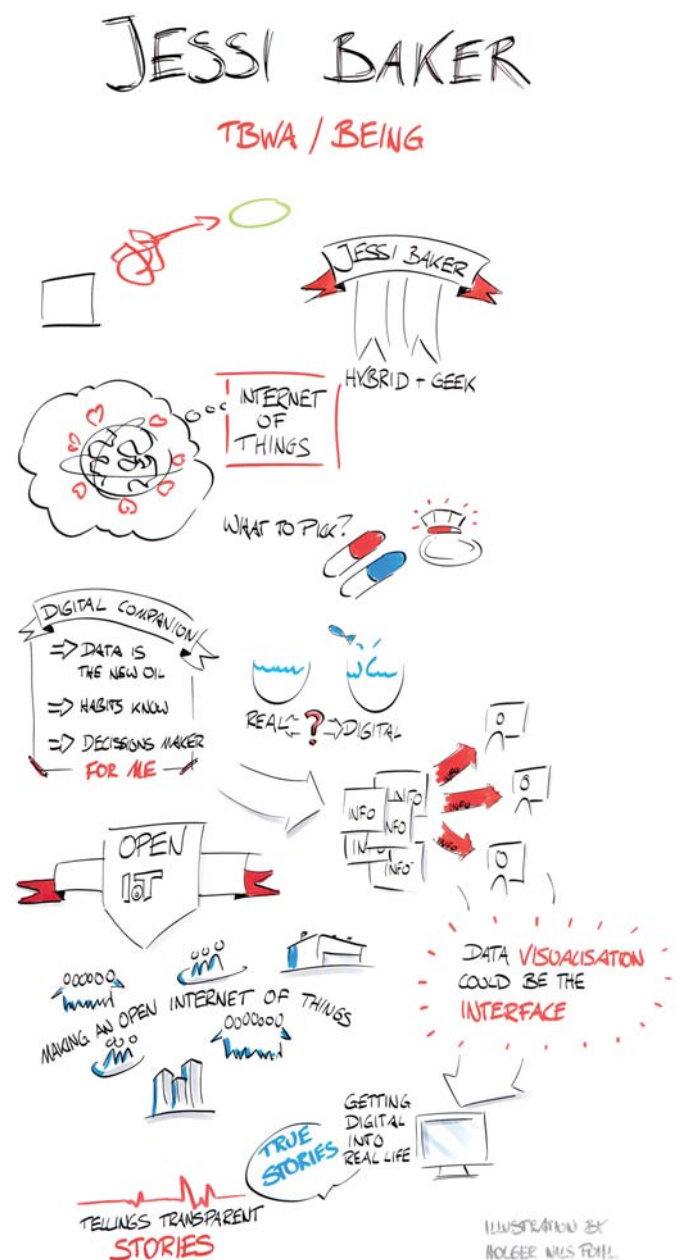 JESSI BAKER
TBWA / BEING
JESSI BAKER
HYBRID + GEEK
INTERNET
OF
THINGS
WHAT TO PICK?
DIGITAL COMPANION
=> DATA IS
THE NEW OIL
=> HABITS KNOW
=> DECISSIONS MAKER
FOR ME
REAL <- ? -> DIGITAL
INFO
INFO
INFO
INFO
INFO
INFO
INFO
INFO
OPEN
IOT
DATA VISUALISATION
COULD BE THE
INTERFACE
MAKING AN OPEN INTERNET OF THINGS
GETTING
DIGITAL
INTO
REAL LIFE
TRUE
STORIES
TELLINGS TRANSPARENT
STORIES
ILLUSTRATION BY
HOLGER NILS POHL